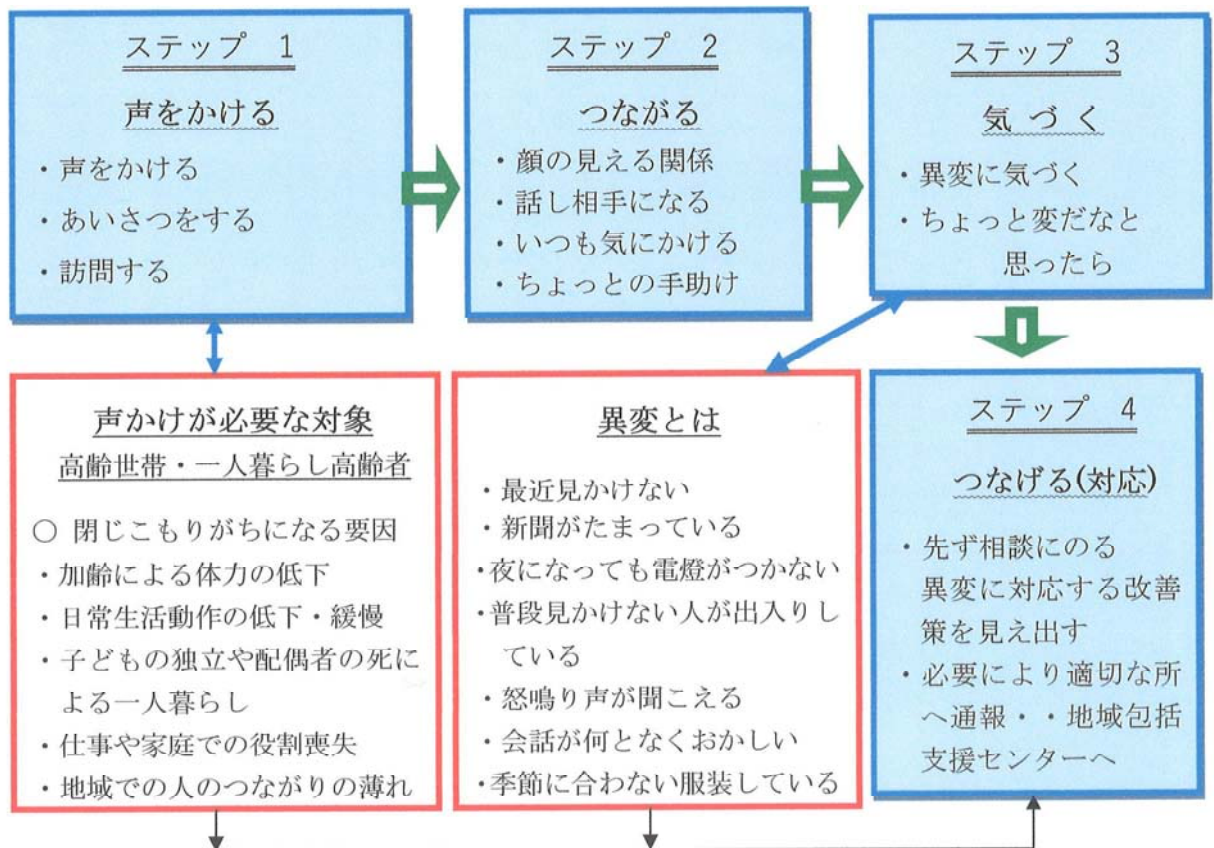 ステップ 1
声をかける
・声をかける
・あいさつをする
・訪問する
ステップ 2
つながる
・顔の見える関係
・話し相手になる
・いつも気にかける
・ちょっとの手助け
ステップ 3
気づく
・異変に気づく
・ちょっと変だなと
思ったら
声かけが必要な対象
高齢世帯・一人暮らし高齢者
○ 閉じこもりがちになる要因
・加齢による体力の低下
・日常生活動作の低下・緩慢
・子どもの独立や配偶者の死に
よる一人暮らし
・仕事や家庭での役割喪失
・地域での人のつながりの薄れ
異変とは
・最近見かけない
・新聞がたまっている
・夜になっても電燈がつかない
・普段見かけない人が出入りし
ている
・怒鳴り声が聞こえる
・会話が何となくおかしい
・季節に合わない服装している
ステップ 4
つなげる(対応)
・先ず相談にのる
異変に対応する改善
策を見え出す
・必要により適切な所
へ通報・・地域包括
支援センターへ